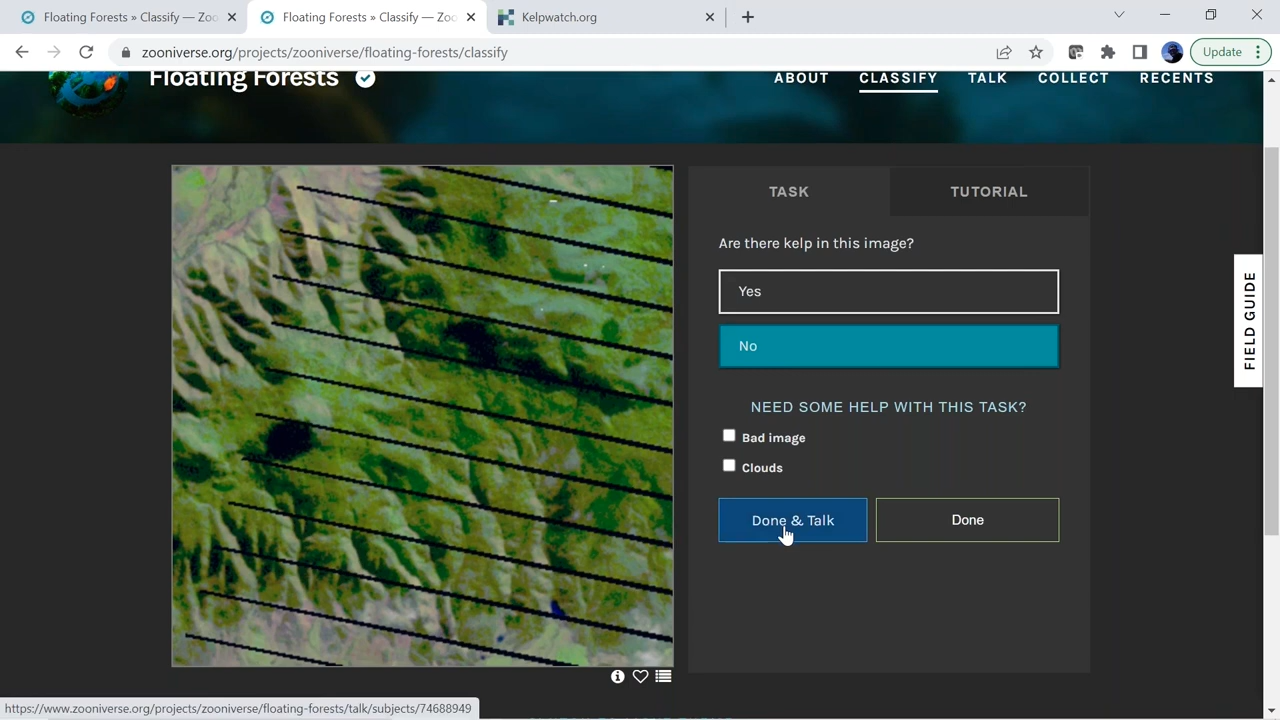 Floating Forests » Classify — Zoo
Floating Forests » Classify — Zoo
Kelpwatch.org
zooniverse.org/projects/zooniverse/floating-forests/classify
Update
Floating Forests
ABOUT
CLASSIFY
TALK
COLLECT
RECENTS
TASK
TUTORIAL
Are there kelp in this image?
Yes
No
NEED SOME HELP WITH THIS TASK?
Bad image
Clouds
Done & Talk
Done
FIELD GUIDE
https://www.zooniverse.org/projects/zooniverse/floating-forests/talk/subjects/74688949